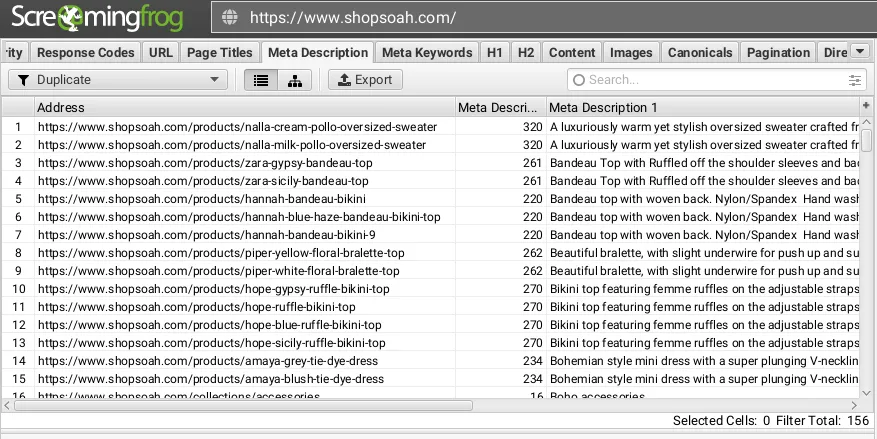 Screamingfrog
https://www.shopsoah.com/
rity Response Codes URL Page Titles Meta Description Meta Keywords H1 H2 Content Images Canonicals Pagination Dire
Duplicate Export Search...
Address Meta Descri... Meta Description 1
1 https://www.shopsoah.com/products/nalla-cream-pollo-oversized-sweater 320 A luxuriously warm yet stylish oversized sweater crafted fr
2 https://www.shopsoah.com/products/nalla-milk-pollo-oversized-sweater 320 A luxuriously warm yet stylish oversized sweater crafted fr
3 https://www.shopsoah.com/products/zara-gypsy-bandeau-top 261 Bandeau Top with Ruffled off the shoulder sleeves and bac
4 https://www.shopsoah.com/products/zara-sicily-bandeau-top 261 Bandeau Top with Ruffled off the shoulder sleeves and bac
5 https://www.shopsoah.com/products/hannah-bandeau-bikini 220 Bandeau top with woven back. Nylon/Spandex Hand wash
6 https://www.shopsoah.com/products/hannah-blue-haze-bandeau-bikini-top 220 Bandeau top with woven back. Nylon/Spandex Hand wash
7 https://www.shopsoah.com/products/hannah-bandeau-bikini-9 220 Bandeau top with woven back. Nylon/Spandex Hand wash
8 https://www.shopsoah.com/products/piper-yellow-floral-bralette-top 262 Beautiful bralette, with slight underwire for push up and su
9 https://www.shopsoah.com/products/piper-white-floral-bralette-top 262 Beautiful bralette, with slight underwire for push up and su
10 https://www.shopsoah.com/products/hope-gypsy-ruffle-bikini-top 270 Bikini top featuring femme ruffles on the adjustable straps
11 https://www.shopsoah.com/products/hope-ruffle-bikini-top 270 Bikini top featuring femme ruffles on the adjustable straps
12 https://www.shopsoah.com/products/hope-blue-ruffle-bikini-top 270 Bikini top featuring femme ruffles on the adjustable straps
13 https://www.shopsoah.com/products/hope-sicily-ruffle-bikini-top 270 Bikini top featuring femme ruffles on the adjustable straps
14 https://www.shopsoah.com/products/amaya-grey-tie-dye-dress 234 Bohemian style mini dress with a super plunging V-necklin
15 https://www.shopsoah.com/products/amaya-blush-tie-dye-dress 234 Bohemian style mini dress with a super plunging V-necklin
16 https://www.shopsoah.com/collections/accessories 16 Boho accessories
Selected Cells: 0 Filter Total: 156